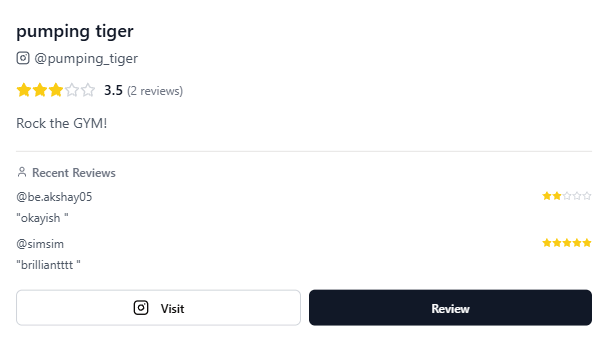 pumping tiger
@pumping_tiger
3.5 (2 reviews)
Rock the GYM!
Recent Reviews
@be.akshay05
"okayish "
@simsim
"brilliantttt "
Visit
Review